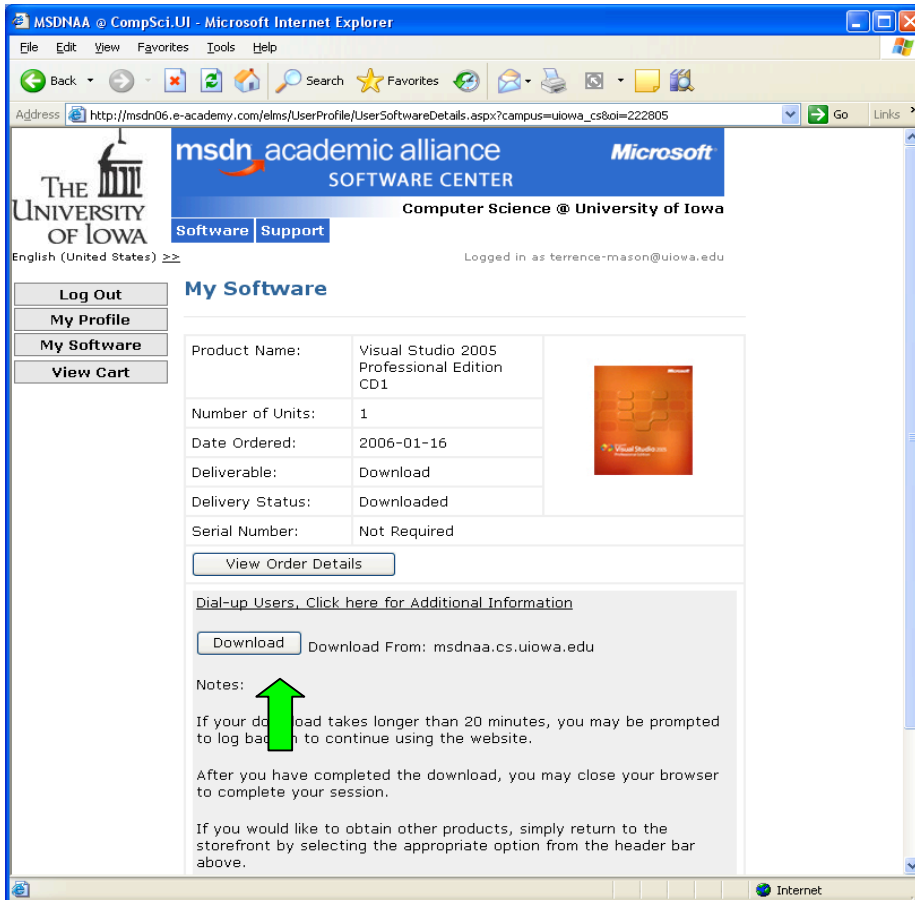 MSDNAA @ CompSci.UI - Microsoft Internet Explorer
File Edit View Favorites Tools Help
Back Search Favorites
Address http://msdn06.e-academy.com/elms/UserProfile/UserSoftwareDetails.aspx?campus=uiowa_cs&oi=222805 Go Links
THE
UNIVERSITY
OF IOWA
msdn academic alliance
SOFTWARE CENTER
Microsoft
Computer Science @ University of Iowa
Software Support
English (United States) >>
Logged in as terrence-mason@uiowa.edu
Log Out
My Profile
My Software
View Cart
My Software
Product Name: Visual Studio 2005
Professional Edition
CD1
Microsoft
Visual Studio 2005
Professional Edition
Number of Units: 1
Date Ordered: 2006-01-16
Deliverable: Download
Delivery Status: Downloaded
Serial Number: Not Required
View Order Details
Dial-up Users, Click here for Additional Information
Download Download From: msdnaa.cs.uiowa.edu
Notes:
If your load takes longer than 20 minutes, you may be prompted
to log to continue using the website.
After you have completed the download, you may close your browser
to complete your session.
If you would like to obtain other products, simply return to the
storefront by selecting the appropriate option from the header bar
above.
Internet